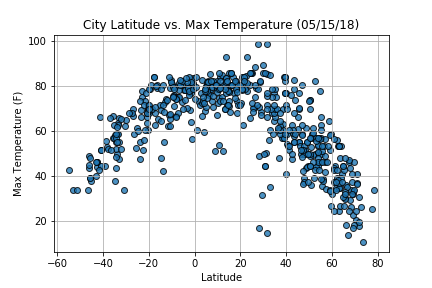 City Latitude vs. Max Temperature (05/15/18)
100
80
60
40
20
Max Temperature (F)
−60 −40 −20 0 20 40 60 80
Latitude